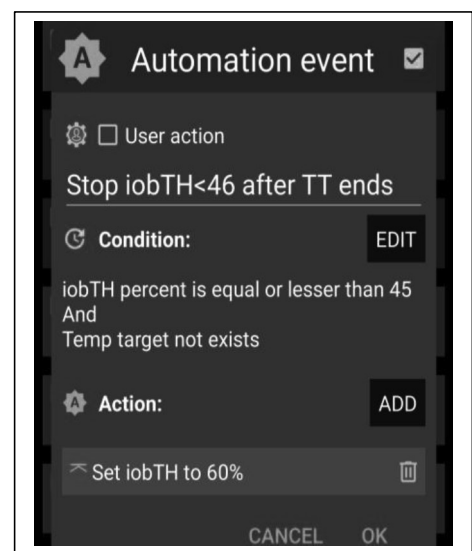 A Automation event
User action
Stop iobTH<46 after TT ends
Condition: EDIT
iobTH percent is equal or lesser than 45
And
Temp target not exists
A Action: ADD
Set iobTH to 60%
CANCEL OK